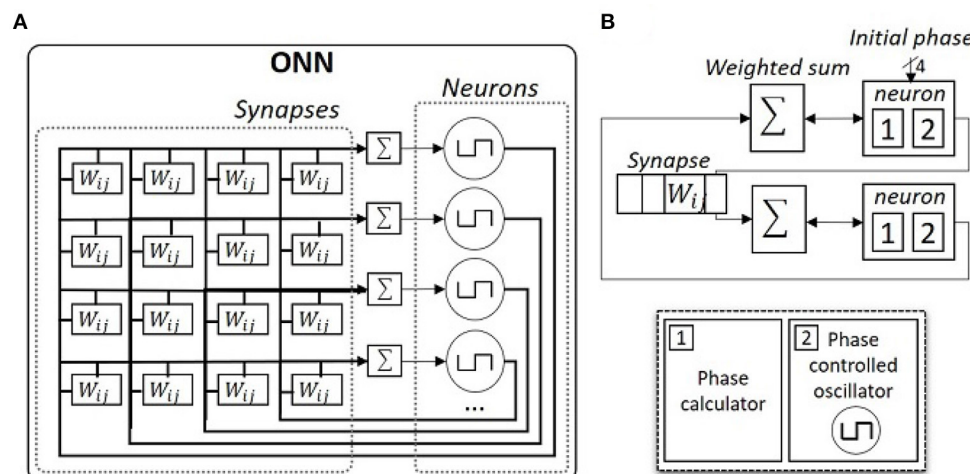 A
ONN
Synapses
Neurons
W_ij W_ij W_ij W_ij Σ
W_ij W_ij W_ij W_ij Σ
W_ij W_ij W_ij W_ij Σ
W_ij W_ij W_ij W_ij Σ
...
B
Initial phase
4
Weighted sum
Σ
neuron
1 2
Synapse
W_ij
Σ
neuron
1 2
1
Phase
calculator
2
Phase
controlled
oscillator